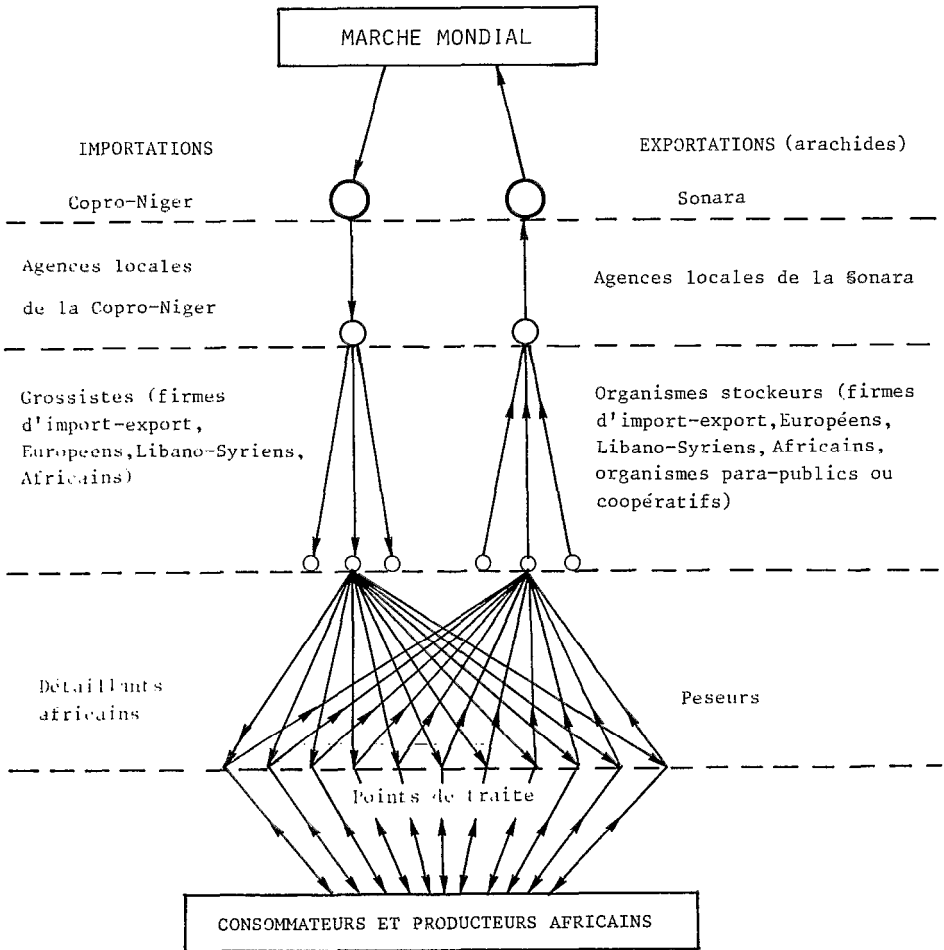 MARCHE MONDIAL
IMPORTATIONS
EXPORTATIONS (arachides)
Copro-Niger
Sonara
Agences locales
de la Copro-Niger
Agences locales de la Sonara
Grossistes (firmes
d'import-export,
Européens,Libano-Syriens,
Africains)
Organismes stockeurs (firmes
d'import-export,Européens,
Libano-Syriens, Africains,
organismes para-publics ou
coopératifs)
Détaillants
africains
Peseurs
Points de traite
CONSOMMATEURS ET PRODUCTEURS AFRICAINS